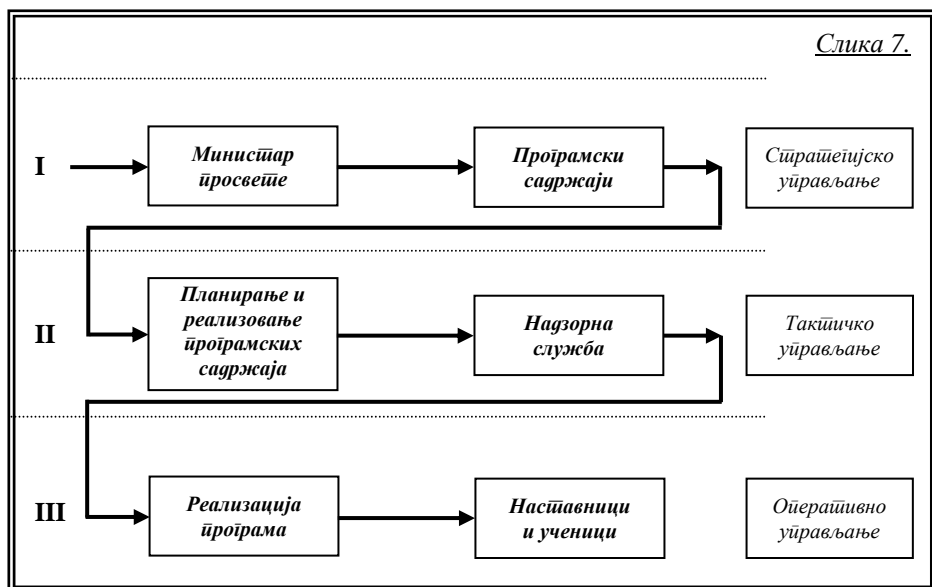 Слика 7.
I
Министар
просвете
Програмски
садржаји
Стратегијско
управљање
II
Планирање и
реализовање
програмских
садржаја
Надзорна
служба
Тактичко
управљање
III
Реализација
програма
Наставници
и ученици
Оперативно
управљање